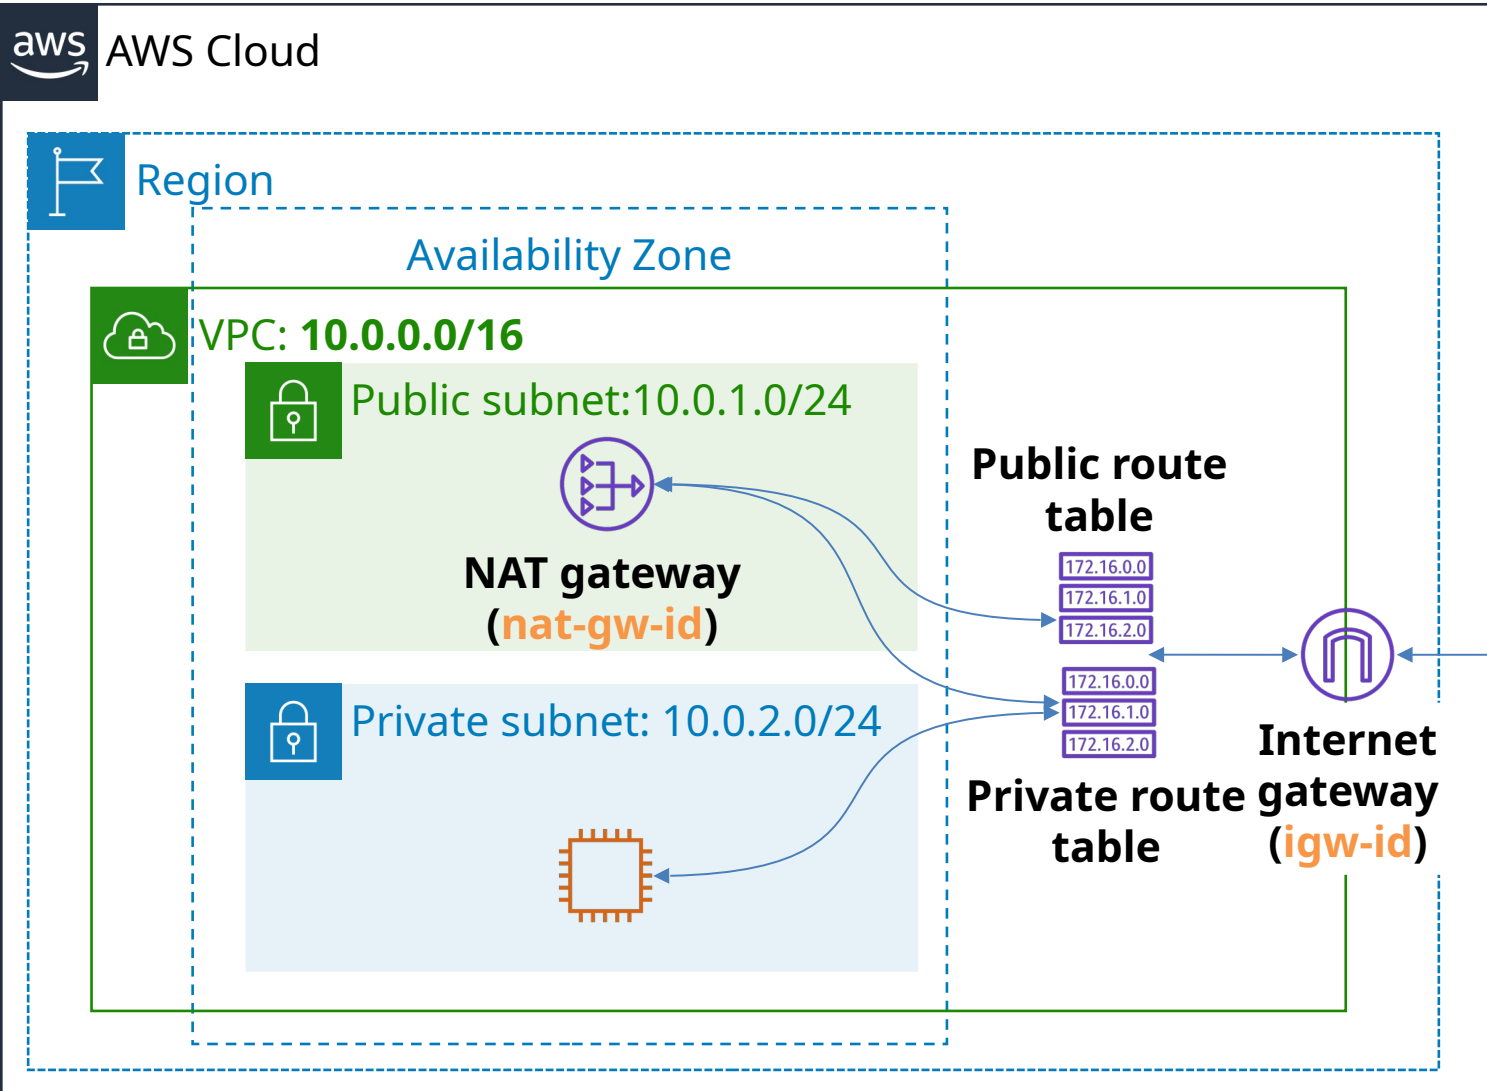 aws
AWS Cloud
Region
Availability Zone
VPC: 10.0.0.0/16
Public subnet:10.0.1.0/24
NAT gateway
(nat-gw-id)
Public route
table
172.16.0.0
172.16.1.0
172.16.2.0
172.16.0.0
172.16.1.0
172.16.2.0
Private route
table
Internet
gateway
(igw-id)
Private subnet: 10.0.2.0/24